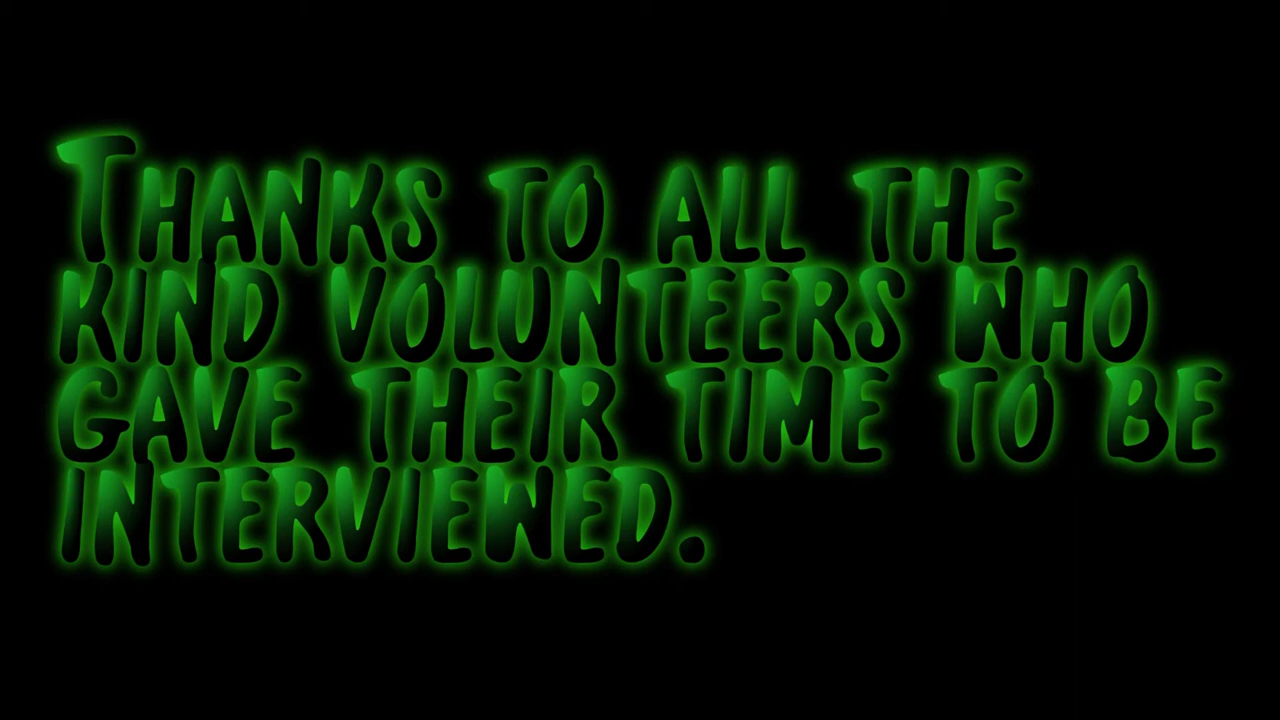 Thanks to all the
kind volunteers who
gave their time to be
interviewed.